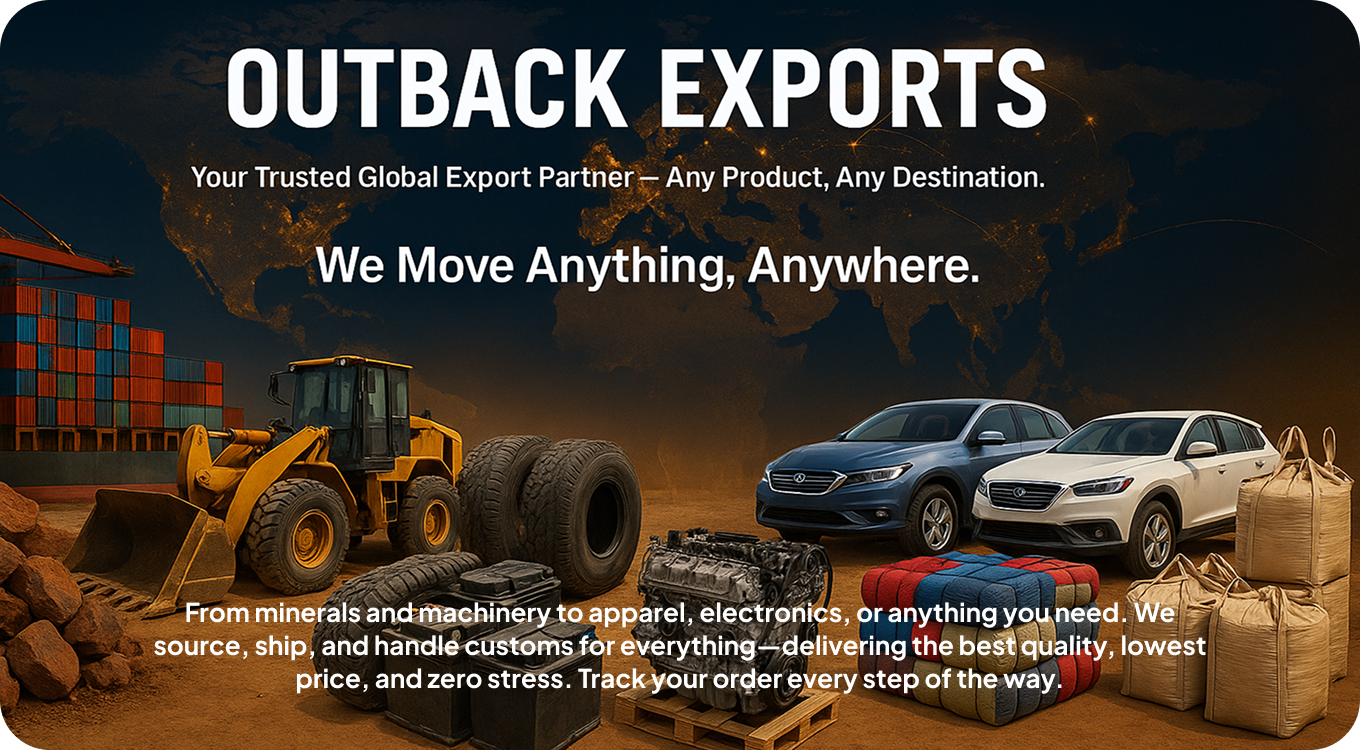 OUTBACK EXPORTS
Your Trusted Global Export Partner – Any Product, Any Destination.
We Move Anything, Anywhere.
From minerals and machinery to apparel, electronics, or anything you need. We
source, ship, and handle customs for everything—delivering the best quality, lowest
price, and zero stress. Track your order every step of the way.